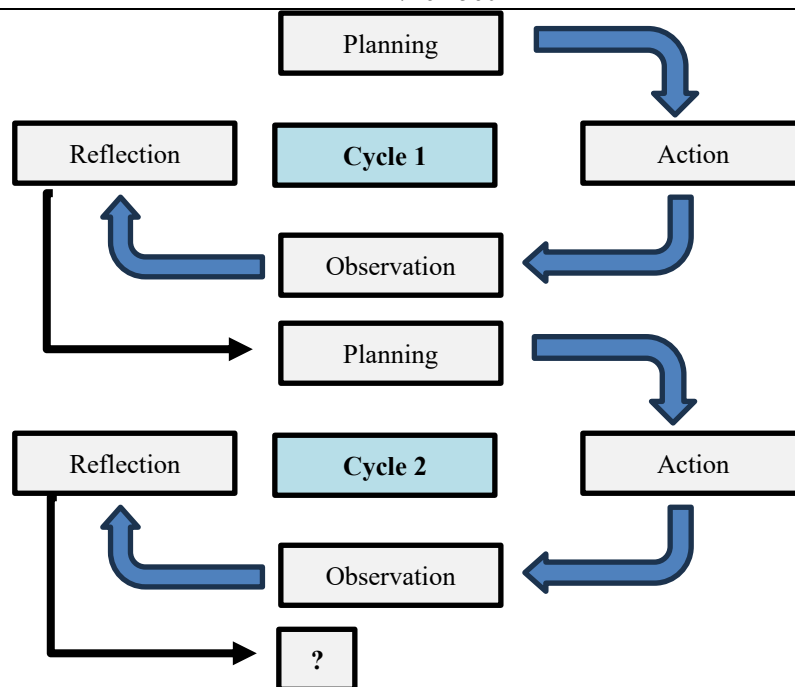 Planning
Reflection
Cycle 1
Action
Observation
Planning
Reflection
Cycle 2
Action
Observation
?